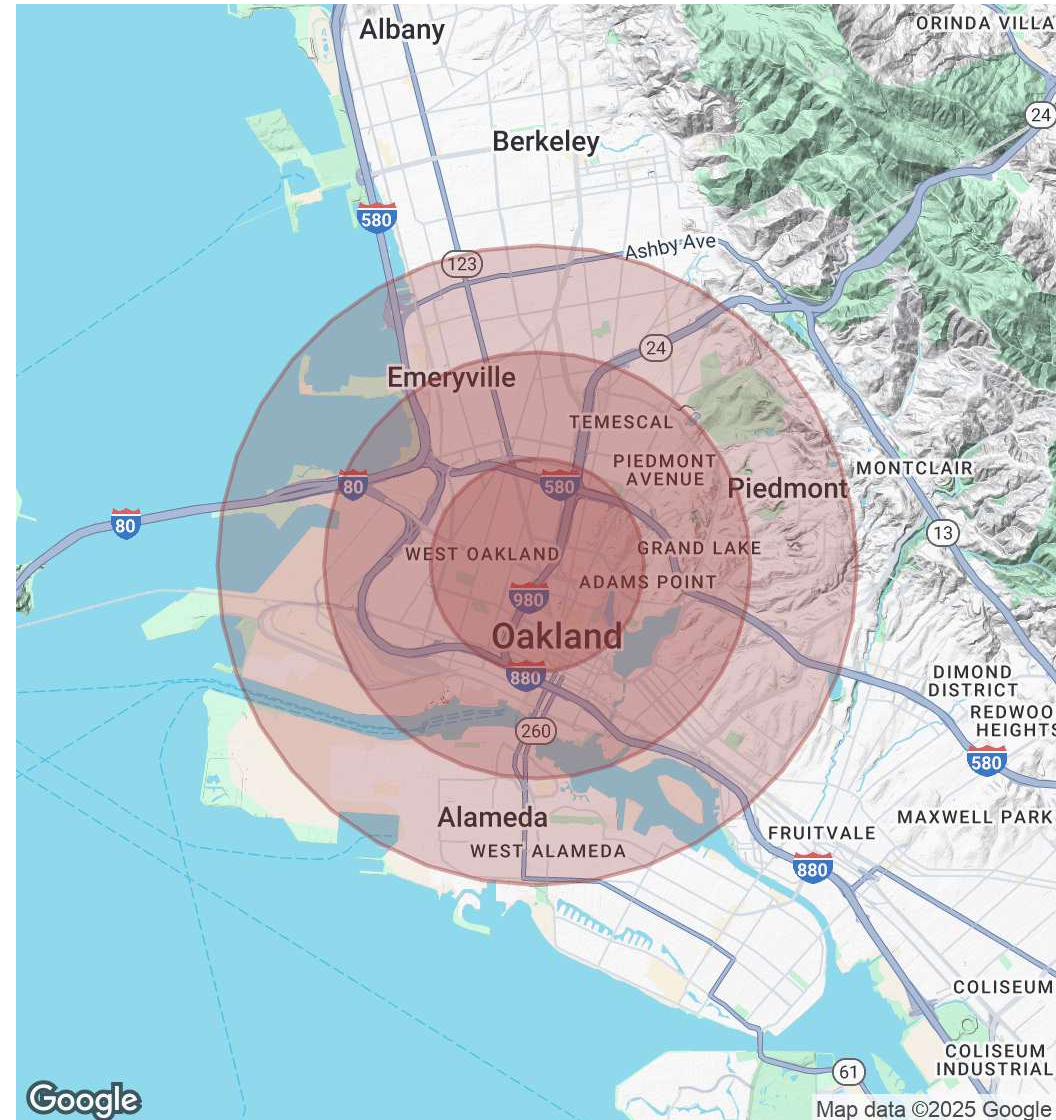 Albany
ORINDA VILLA
24
Berkeley
580
Ashby Ave
123
24
Emeryville
TEMESCAL
PIEDMONT
AVENUE
MONTCLAIR
80
580
Piedmont
80
13
WEST OAKLAND
GRAND LAKE
ADAMS POINT
980
Oakland
880
DIMOND
DISTRICT
REDWOO
HEIGHTS
260
580
Alameda
MAXWELL PARK
FRUITVALE
WEST ALAMEDA
880
COLISEUM
COLISEUM
INDUSTRIAL
61
Google
Map data ©2025 Google